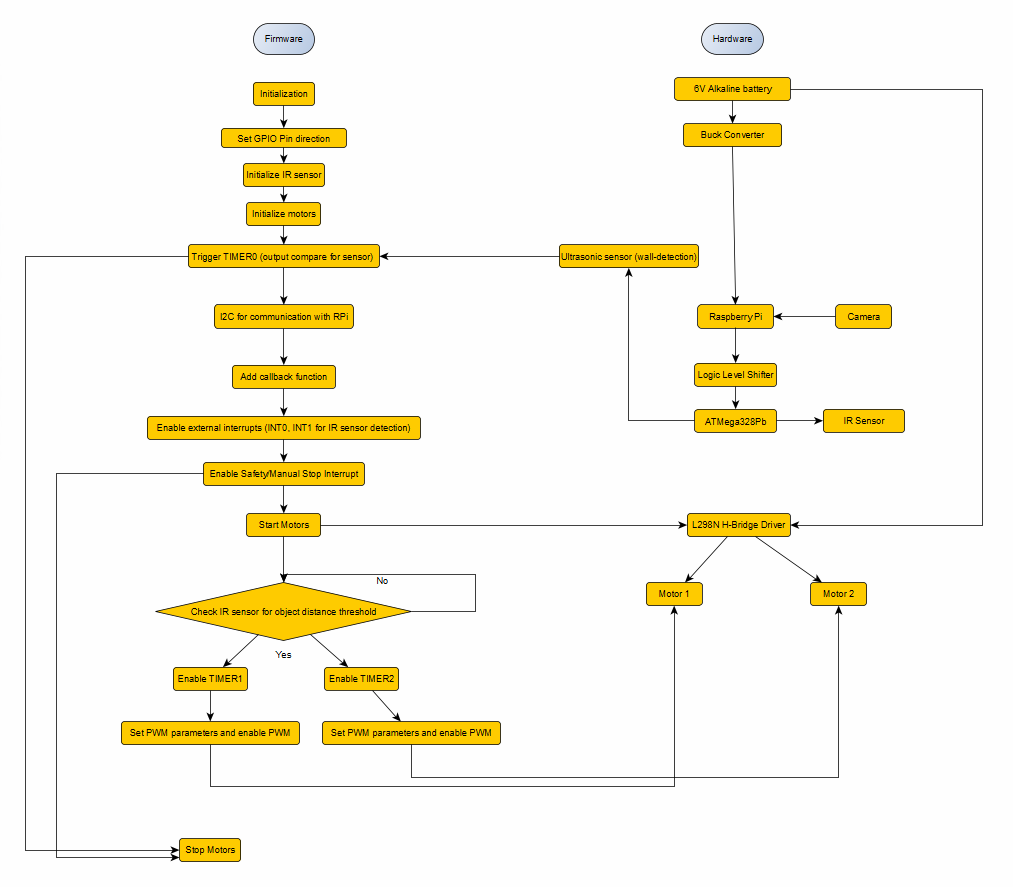 Firmware
Hardware
Initialization
6V Alkaline battery
Set GPIO Pin direction
Buck Converter
Initialize IR sensor
Initialize motors
Trigger TIMER0 (output compare for sensor)
Ultrasonic sensor (wall-detection)
I2C for communication with RPi
Raspberry Pi
Camera
Add callback function
Logic Level Shifter
Enable external interrupts (INT0, INT1 for IR sensor detection)
ATMega328Pb
IR Sensor
Enable Safety/Manual Stop Interrupt
Start Motors
L298N H-Bridge Driver
No
Motor 1
Motor 2
Check IR sensor for object distance threshold
Yes
Enable TIMER1
Enable TIMER2
Set PWM parameters and enable PWM
Set PWM parameters and enable PWM
Stop Motors